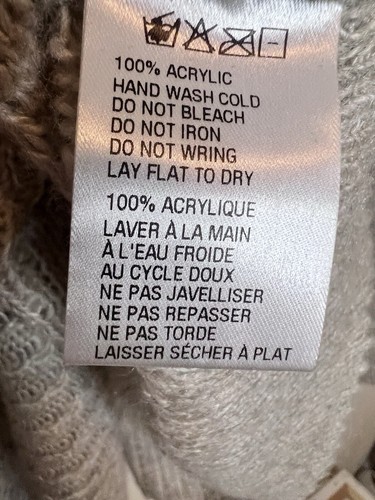 100% ACRYLIC
HAND WASH COLD
DO NOT BLEACH
DO NOT IRON
DO NOT WRING
LAY FLAT TO DRY
100% ACRYLIQUE
LAVER À LA MAIN
À L'EAU FROIDE
AU CYCLE DOUX
NE PAS JAVELLISER
NE PAS REPASSER
NE PAS TORDE
LAISSER SÉCHER À PLAT